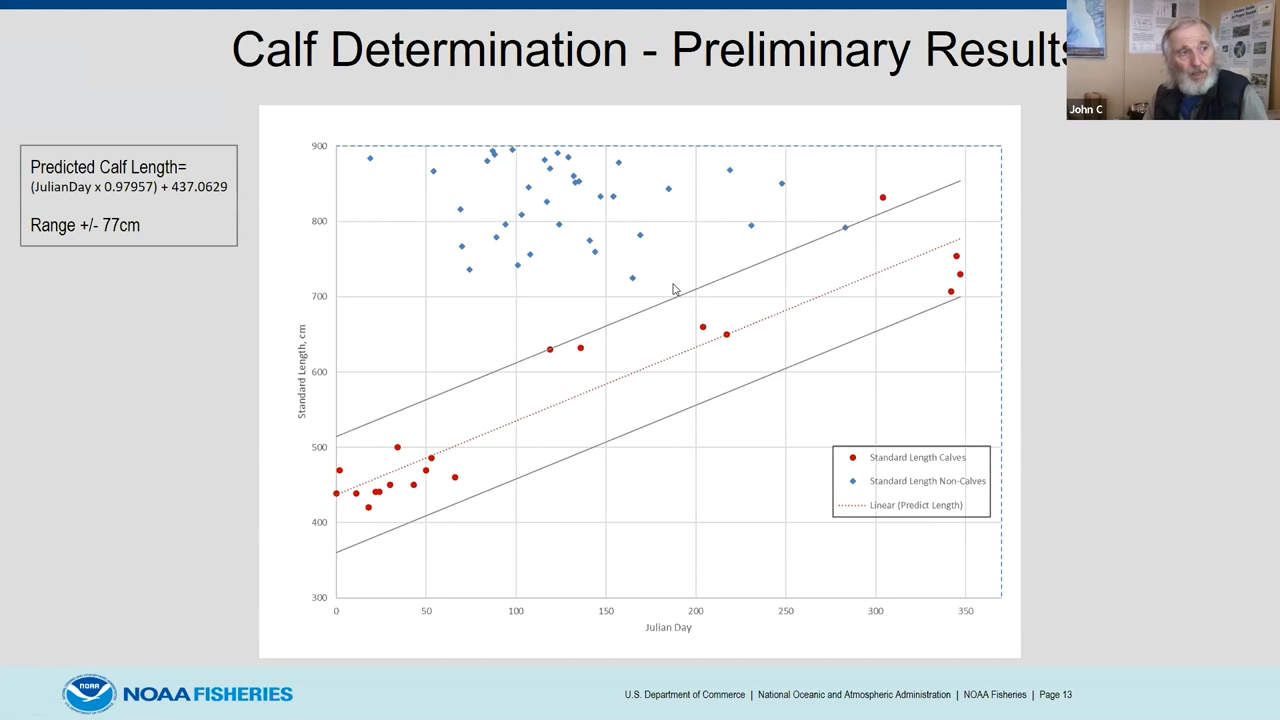 Calf Determination - Preliminary Results
John C
Predicted Calf Length=
(JulianDay x 0.97957) + 437.0629
Range +/- 77cm
900
800
700
600
500
400
300
Standard Length, cm
0
50
100
150
200
250
300
350
Julian Day
Standard Length Calves
Standard Length Non-Calves
Linear (Predict Length)
NOAA
NOAA FISHERIES
U.S. Department of Commerce | National Oceanic and Atmospheric Administration | NOAA Fisheries | Page 13